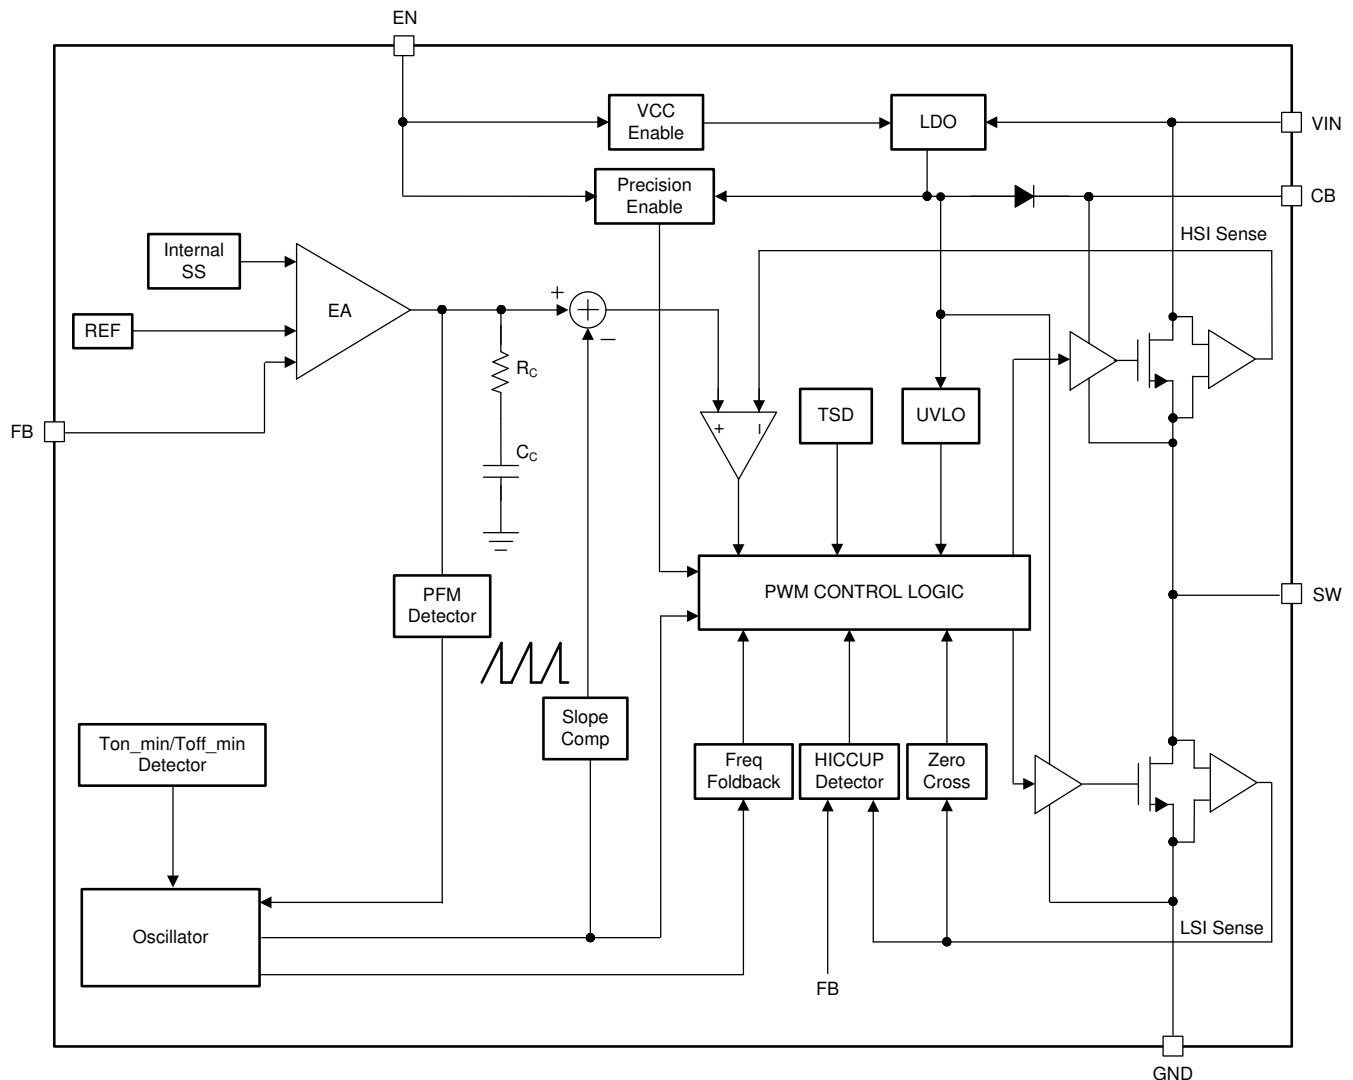 EN
VCC
Enable
LDO
VIN
Precision
Enable
CB
HSI Sense
Internal
SS
EA
+
+
−
REF
R_C
FB
TSD
UVLO
+
−
C_C
PFM
Detector
PWM CONTROL LOGIC
SW
Slope
Comp
Ton_min/Toff_min
Detector
Freq
Foldback
HICCUP
Detector
Zero
Cross
Oscillator
LSI Sense
FB
GND